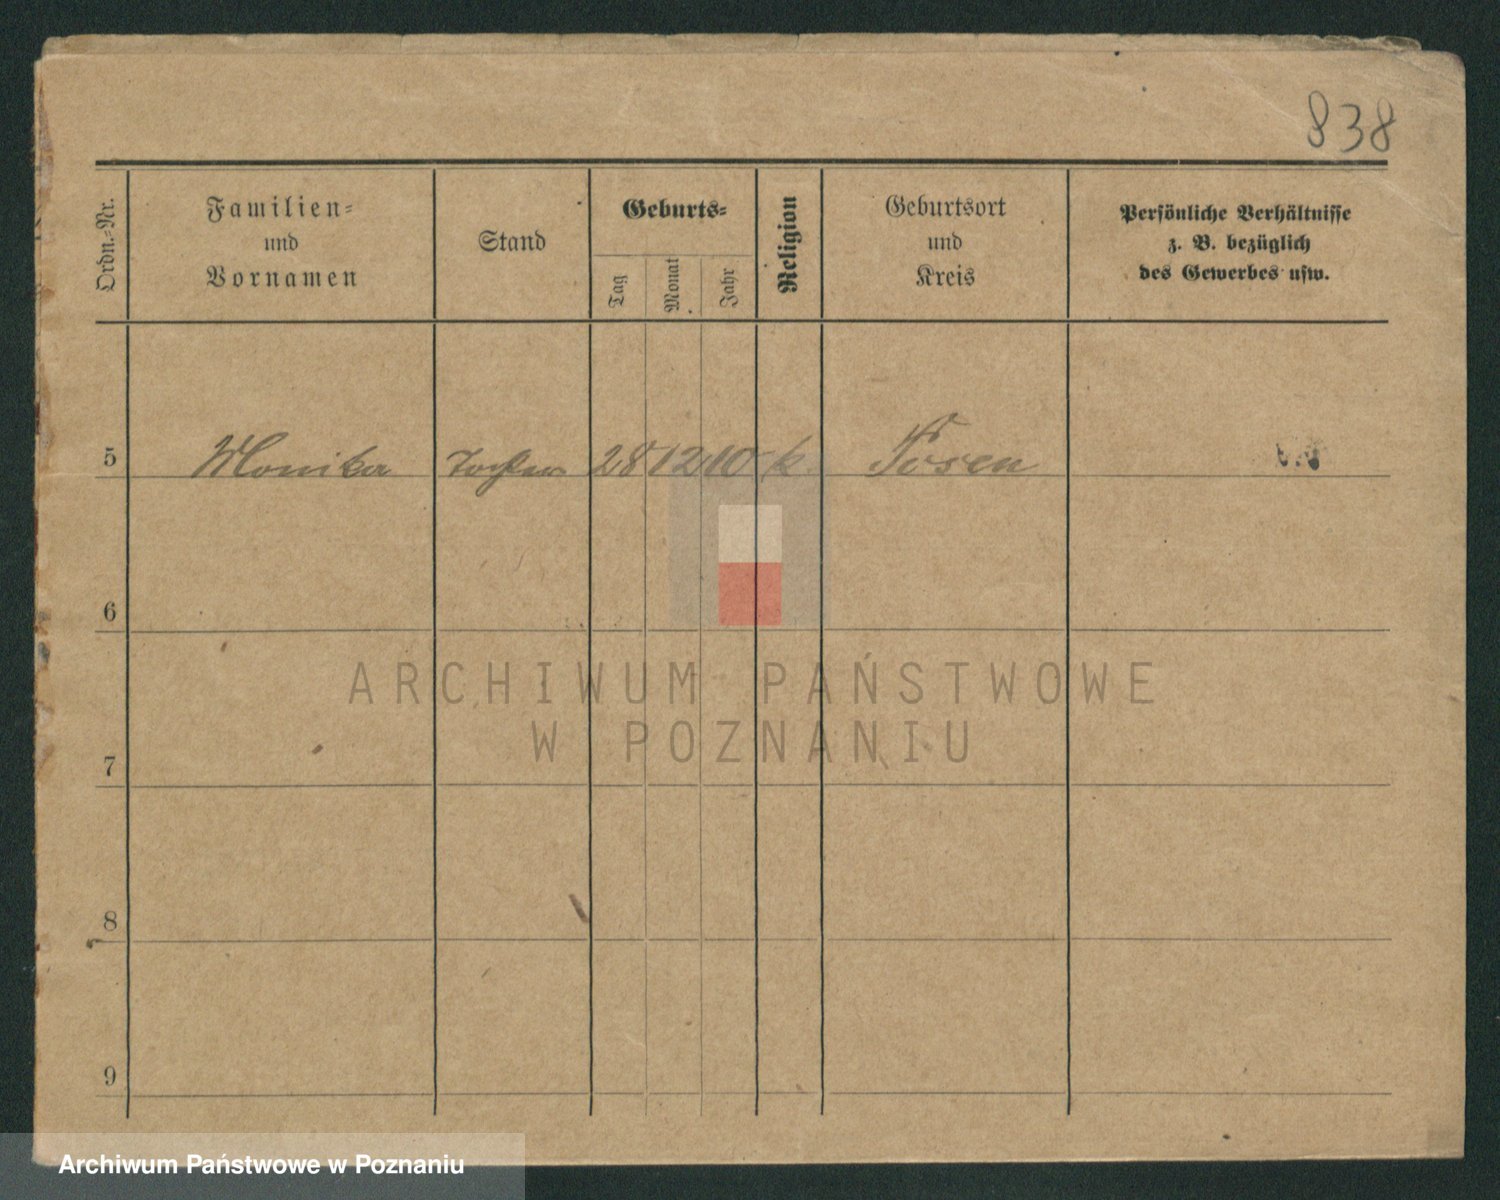 838
Ordn.=Nr.
Familien=
und
Vornamen
Stand
Geburts=
Tag
Monat
Jahr
Religion
Geburtsort
und
Kreis
Persönliche Verhältnisse
z. B. bezüglich
des Gewerbes usw.
5 Monika Tochter 28 12 10 k. Posen
6
7
8
9
ARCHIWUM PAŃSTWOWE
W POZNANIU
Archiwum Państwowe w Poznaniu